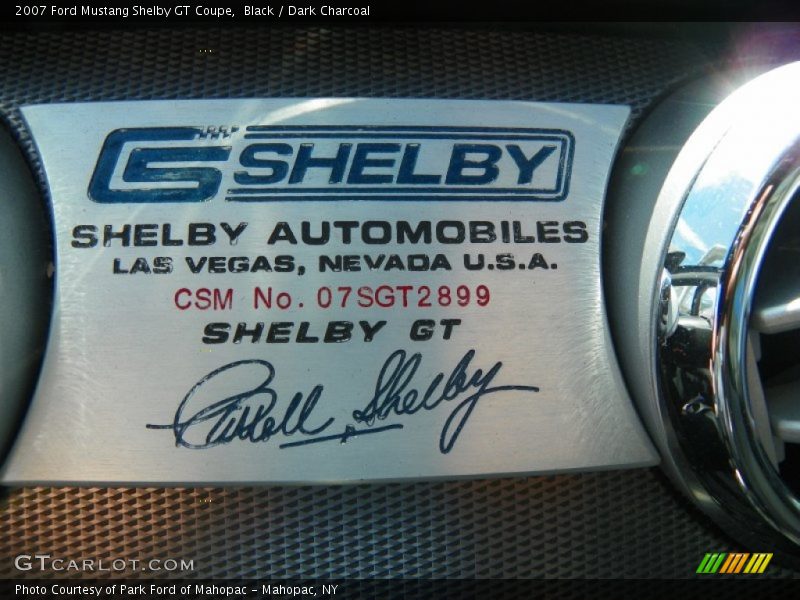 2007 Ford Mustang Shelby GT Coupe, Black / Dark Charcoal
CS SHELBY
SHELBY AUTOMOBILES
LAS VEGAS, NEVADA U.S.A.
CSM No. 07SGT2899
SHELBY GT
Carroll Shelby
GTCARLOT.COM
Photo Courtesy of Park Ford of Mahopac - Mahopac, NY